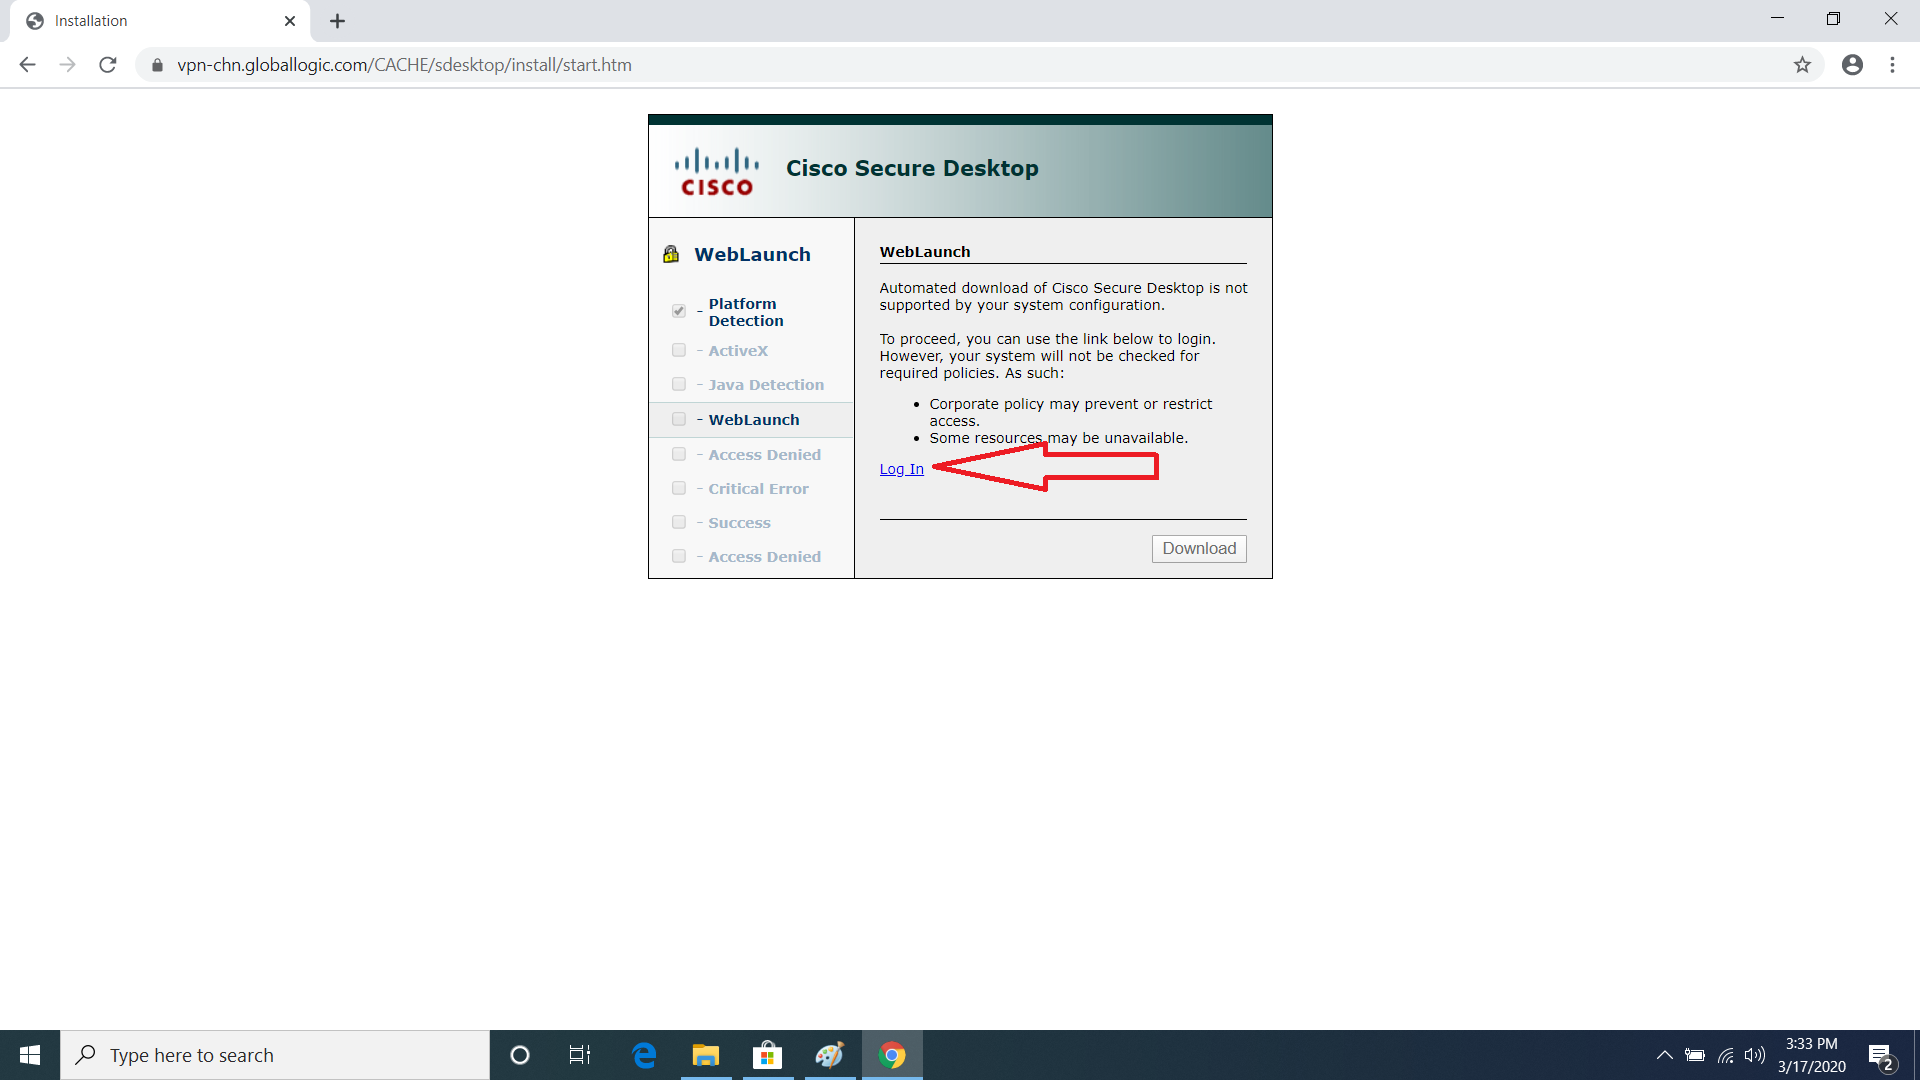 Installation
vpn-chn.globallogic.com/CACHE/sdesktop/install/start.htm
CISCO
Cisco Secure Desktop
WebLaunch
- Platform
Detection
- ActiveX
- Java Detection
- WebLaunch
- Access Denied
- Critical Error
- Success
- Access Denied
WebLaunch
Automated download of Cisco Secure Desktop is not
supported by your system configuration.
To proceed, you can use the link below to login.
However, your system will not be checked for
required policies. As such:
• Corporate policy may prevent or restrict
access.
• Some resources may be unavailable.
Log In
Download
Type here to search
3:33 PM
3/17/2020
2